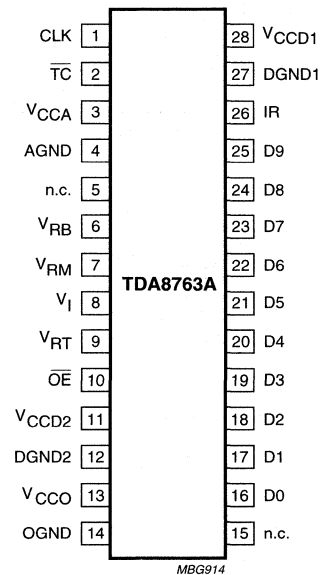 CLK 1 28 VCCD1
TC 2 27 DGND1
VCCA 3 26 IR
AGND 4 25 D9
n.c. 5 24 D8
VRB 6 23 D7
VRM 7 22 D6
TDA8763A
VI 8 21 D5
VRT 9 20 D4
OE 10 19 D3
VCCD2 11 18 D2
DGND2 12 17 D1
VCCO 13 16 D0
OGND 14 15 n.c.
MBG914